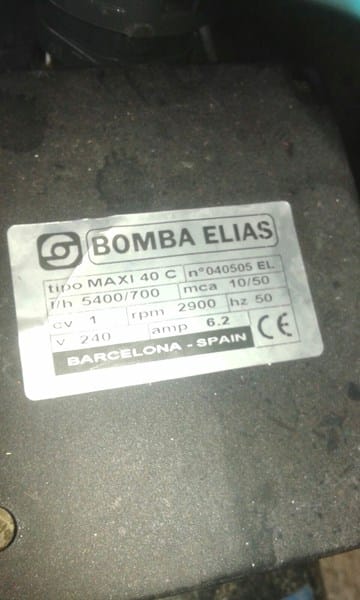 BOMBA ELIAS
tipo MAXI 40 C nº040505 EL
l/h 5400/700 mca 10/50
cv 1 rpm 2900 hz 50
v 240 amp 6.2 CE
BARCELONA - SPAIN